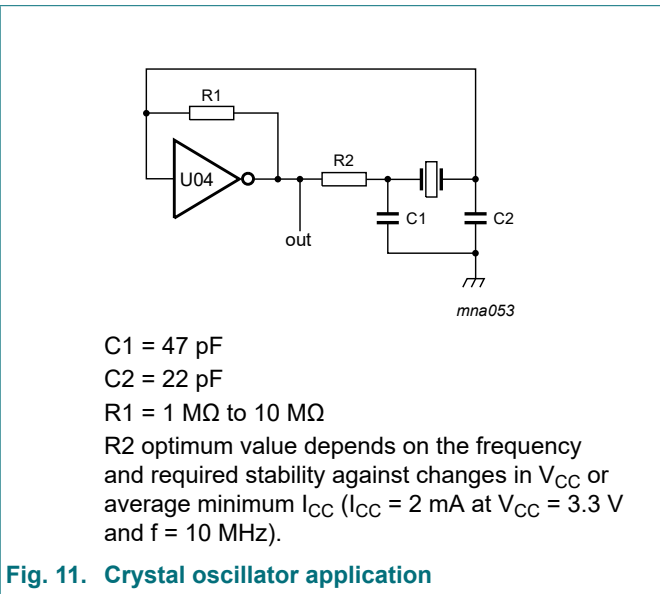 R1
U04
R2
C1
C2
out
mna053
C1 = 47 pF
C2 = 22 pF
R1 = 1 MΩ to 10 MΩ
R2 optimum value depends on the frequency
and required stability against changes in VCC or
average minimum ICC (ICC = 2 mA at VCC = 3.3 V
and f = 10 MHz).
Fig. 11. Crystal oscillator application